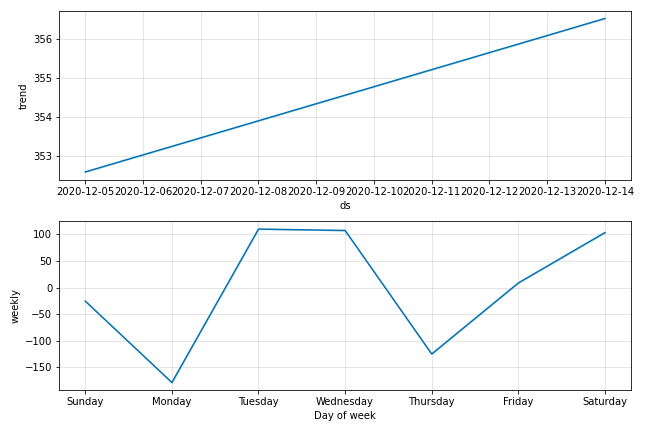 356
355
354
353
trend
2020-12-05 2020-12-06 2020-12-07 2020-12-08 2020-12-09 2020-12-10 2020-12-11 2020-12-12 2020-12-13 2020-12-14
ds
100
50
0
−50
−100
−150
weekly
Sunday Monday Tuesday Wednesday Thursday Friday Saturday
Day of week